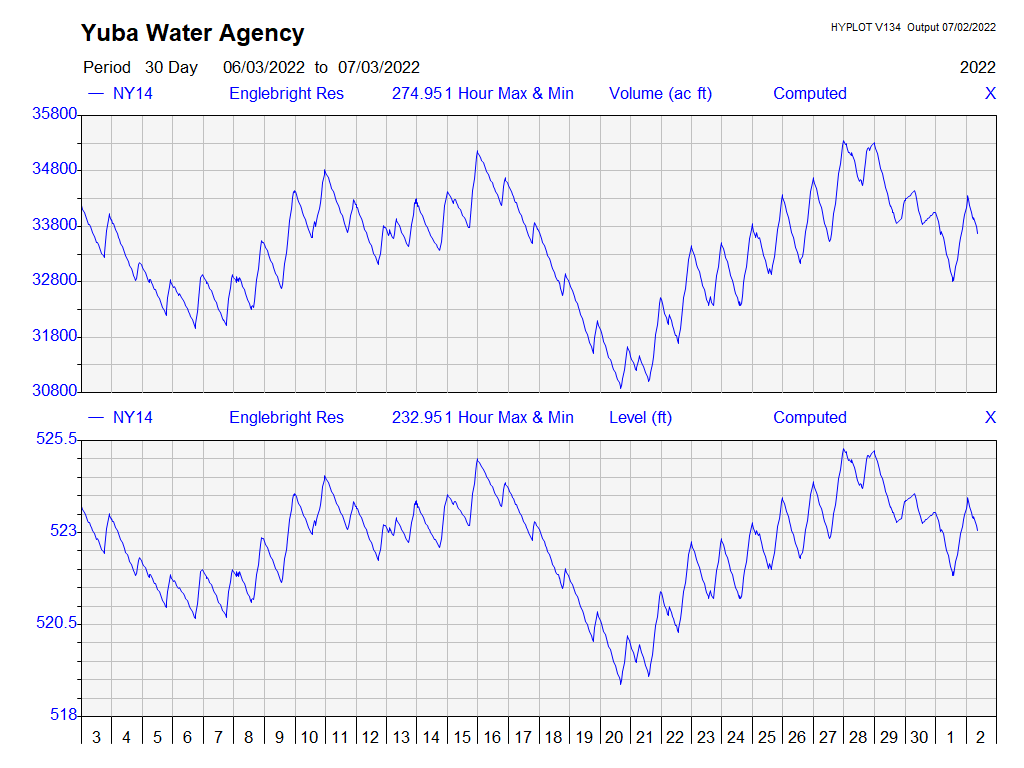 Yuba Water Agency
HYPLOT V134 Output 07/02/2022
Period 30 Day 06/03/2022 to 07/03/2022 2022
NY14 Englebright Res 274.951 Hour Max & Min Volume (ac ft) Computed X
35800
34800
33800
32800
31800
30800
NY14 Englebright Res 232.951 Hour Max & Min Level (ft) Computed X
525.5
523
520.5
518
3 4 5 6 7 8 9 10 11 12 13 14 15 16 17 18 19 20 21 22 23 24 25 26 27 28 29 30 1 2